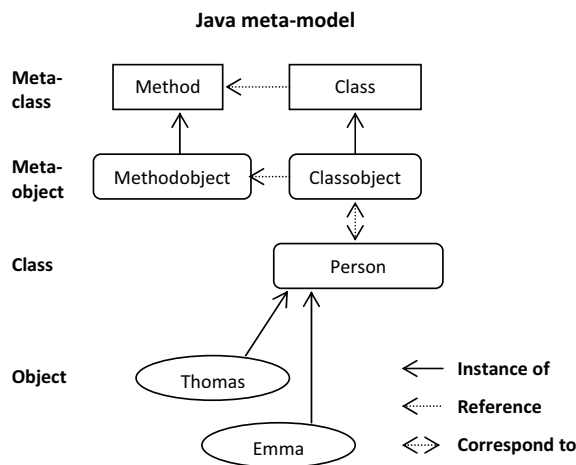 Java meta-model
Meta-
class
Method
Class
Meta-
object
Methodobject
Classobject
Class
Person
Object
Thomas
Emma
Instance of
Reference
Correspond to